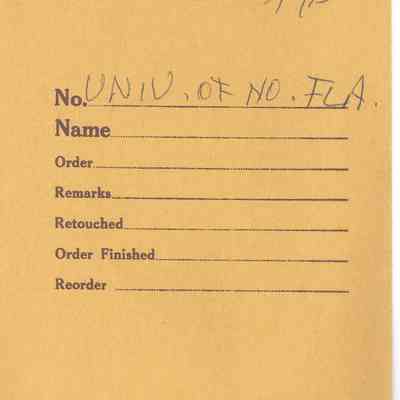 No. UNIV. OF NO. FLA.
Name
Order
Remarks
Retouched
Order Finished
Reorder